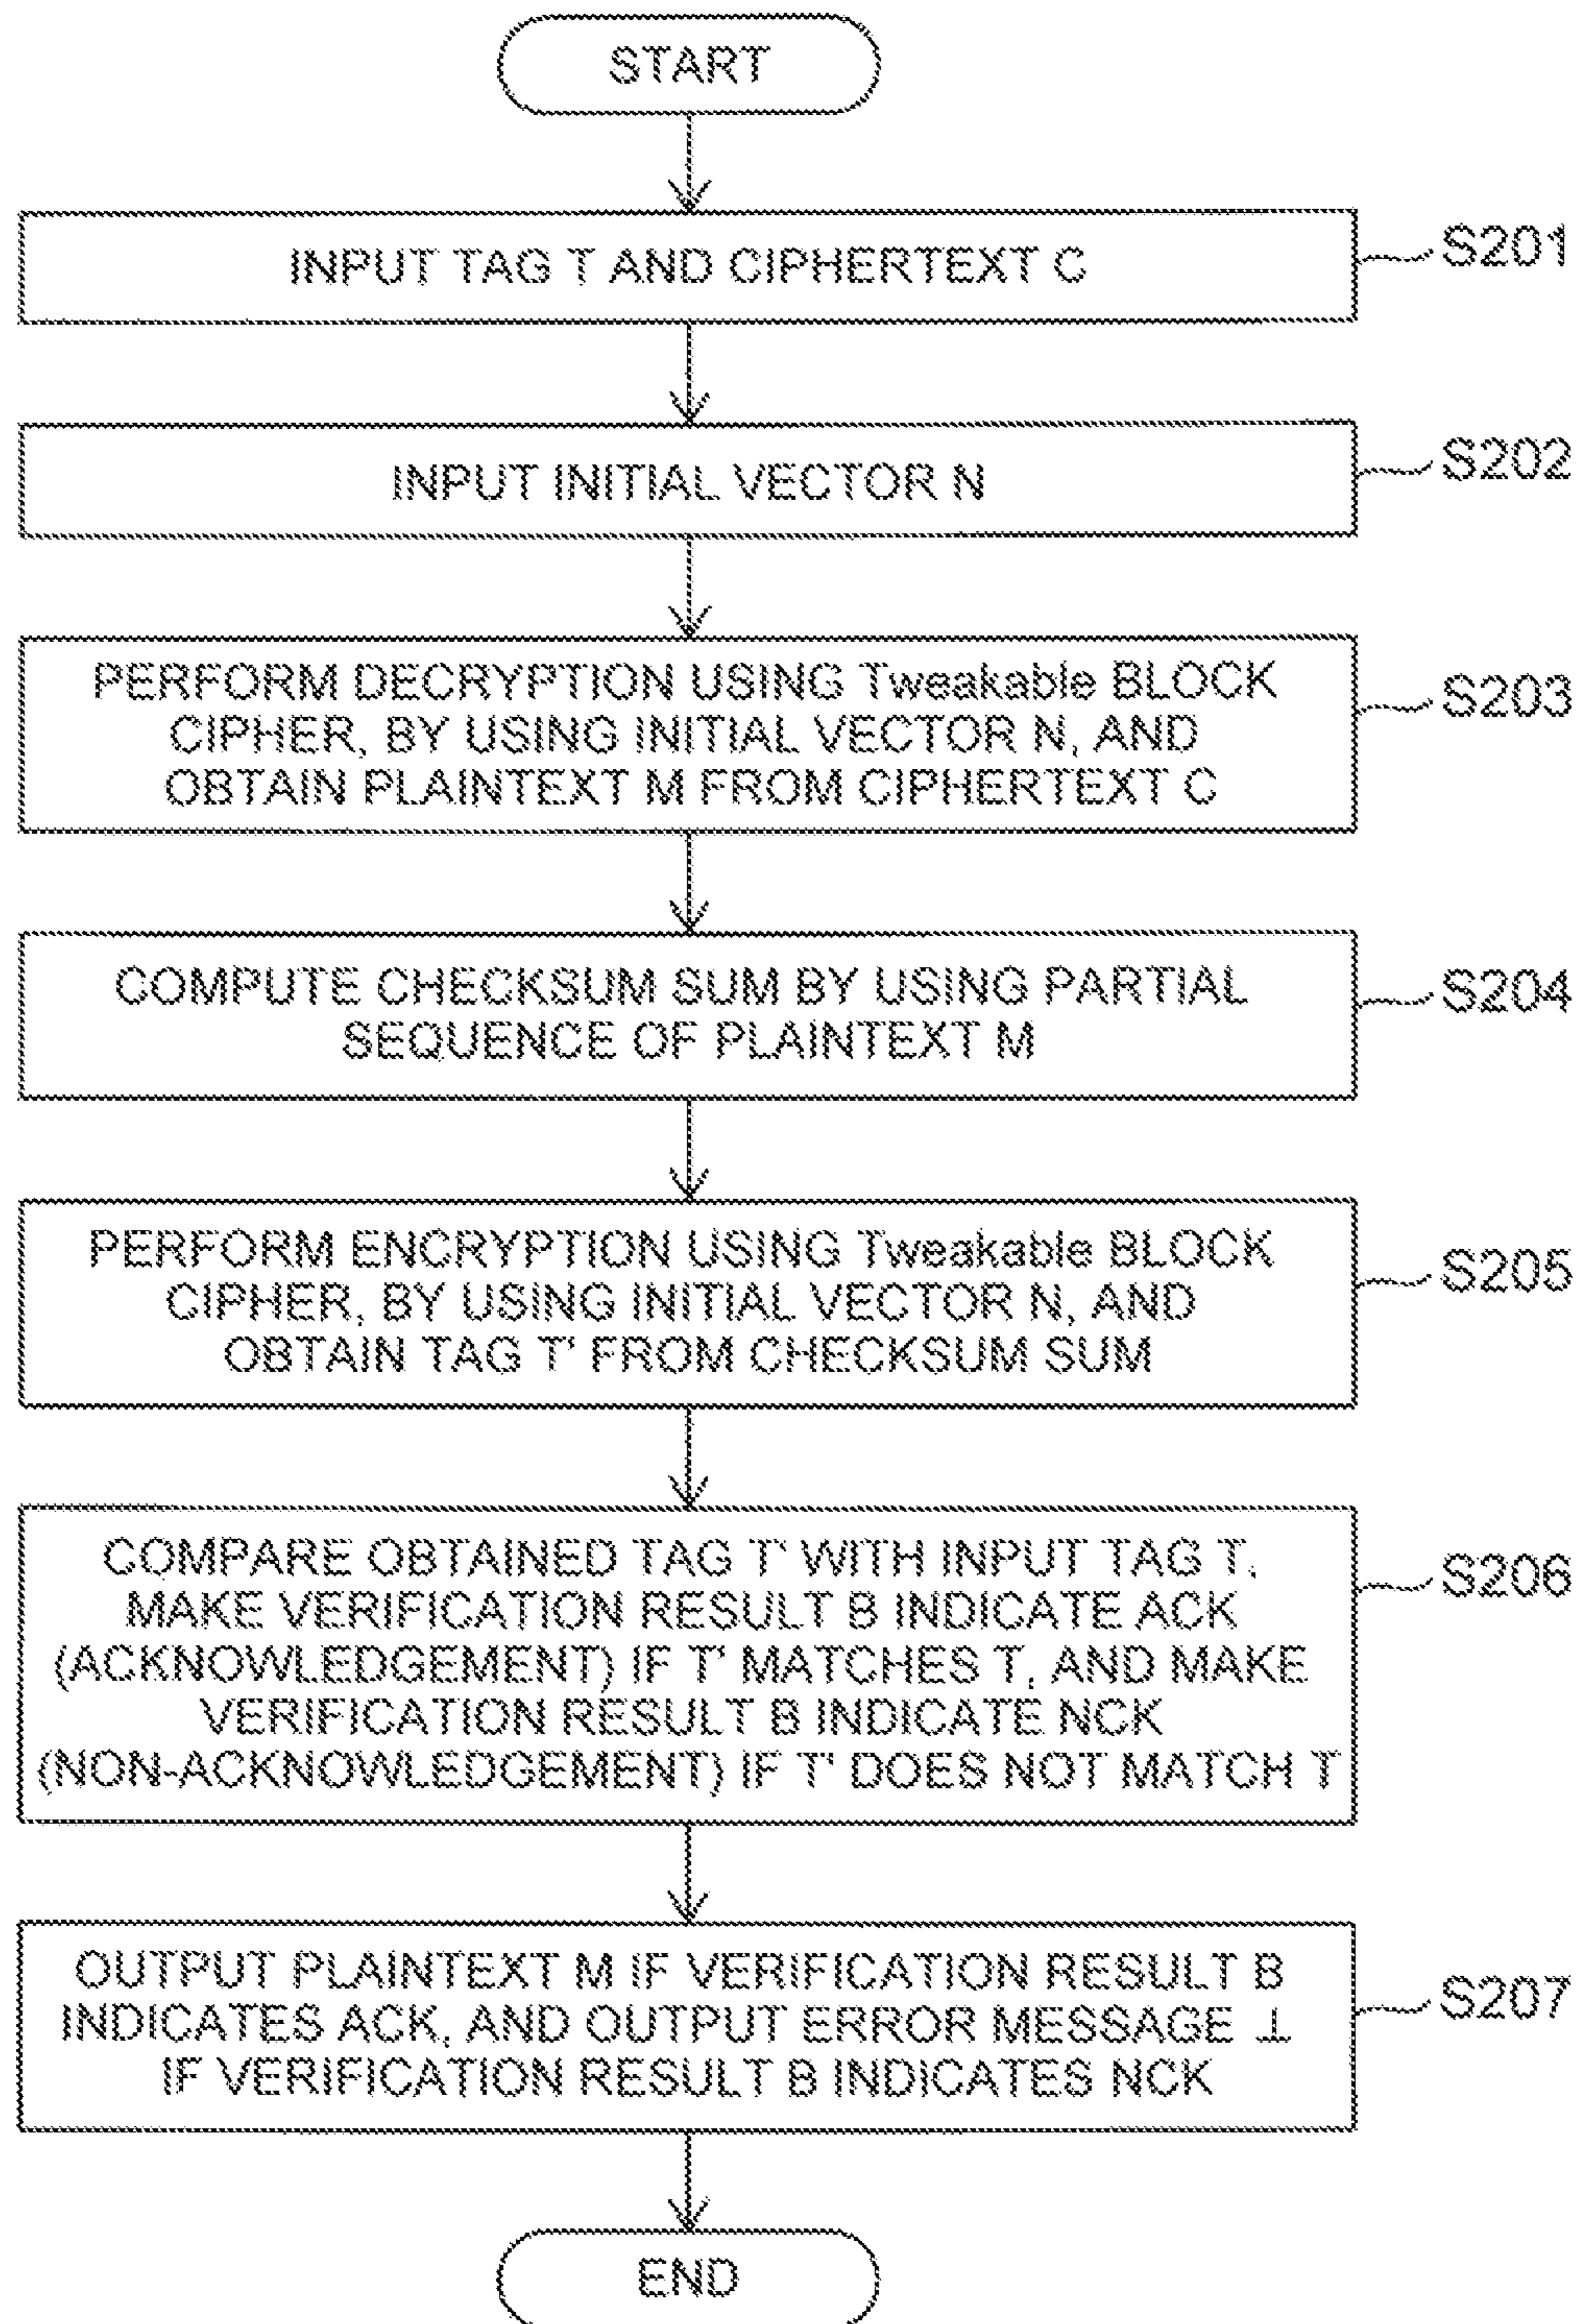 START
INPUT TAG T AND CIPHERTEXT C
S201
INPUT INITIAL VECTOR N
S202
PERFORM DECRYPTION USING Tweakable BLOCK
CIPHER, BY USING INITIAL VECTOR N, AND
OBTAIN PLAINTEXT M FROM CIPHERTEXT C
S203
COMPUTE CHECKSUM SUM BY USING PARTIAL
SEQUENCE OF PLAINTEXT M
S204
PERFORM ENCRYPTION USING Tweakable BLOCK
CIPHER, BY USING INITIAL VECTOR N, AND
OBTAIN TAG T' FROM CHECKSUM SUM
S205
COMPARE OBTAINED TAG T' WITH INPUT TAG T,
MAKE VERIFICATION RESULT B INDICATE ACK
(ACKNOWLEDGEMENT) IF T' MATCHES T, AND MAKE
VERIFICATION RESULT B INDICATE NCK
(NON-ACKNOWLEDGEMENT) IF T' DOES NOT MATCH T
S206
OUTPUT PLAINTEXT M IF VERIFICATION RESULT B
INDICATES ACK, AND OUTPUT ERROR MESSAGE ⊥
IF VERIFICATION RESULT B INDICATES NCK
S207
END